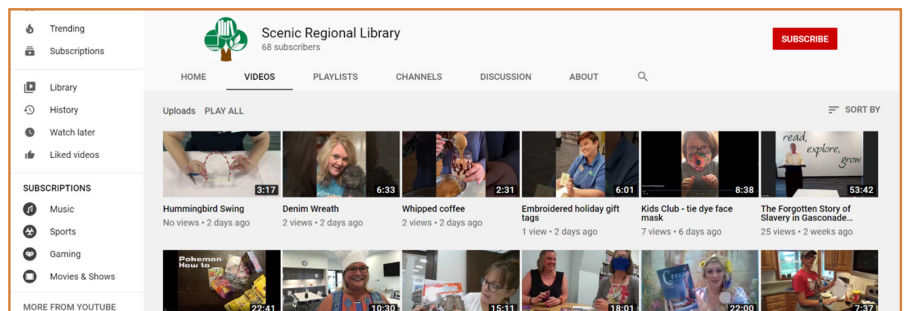 Trending
Subscriptions
Library
History
Watch later
Liked videos
SUBSCRIPTIONS
Music
Sports
Gaming
Movies & Shows
MORE FROM YOUTUBE
Scenic Regional Library
68 subscribers
SUBSCRIBE
HOME VIDEOS PLAYLISTS CHANNELS DISCUSSION ABOUT
Uploads PLAY ALL
SORT BY
3:17
Hummingbird Swing
No views • 2 days ago
6:33
Denim Wreath
2 views • 2 days ago
2:31
Whipped coffee
2 views • 2 days ago
6:01
Embroidered holiday gift
tags
1 view • 2 days ago
8:38
Kids Club - tie dye face
mask
7 views • 6 days ago
read,
explore,
grow
53:42
The Forgotten Story of
Slavery in Gasconade...
25 views • 2 weeks ago
Pokemon
How to
22:41
10:30
15:11
18:01
22:00
7:37